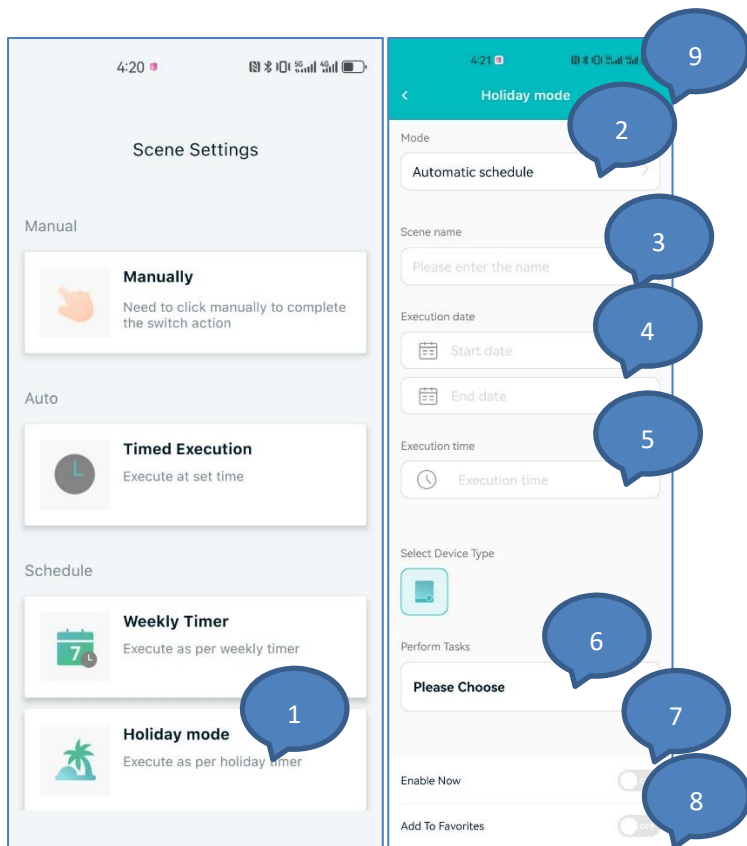 4:20
5G
4G
Scene Settings
Manual
Manually
Need to click manually to complete
the switch action
Auto
Timed Execution
Execute at set time
Schedule
7
Weekly Timer
Execute as per weekly timer
Holiday mode
Execute as per holiday timer
1
4:21
9
Holiday mode
2
Mode
Automatic schedule
Scene name
3
Please enter the name
Execution date
4
Start date
End date
5
Execution time
Execution time
Select Device Type
Perform Tasks
6
Please Choose
7
Enable Now
8
Add To Favorites